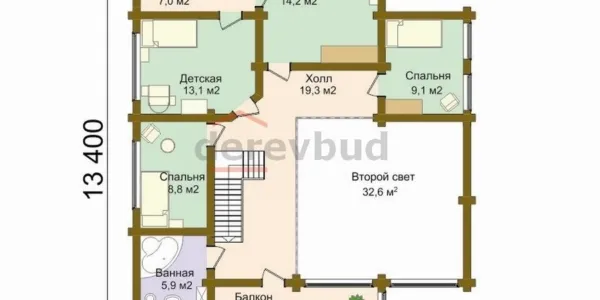 7,0 м2
14,2 м2
Детская
13,1 м2
Холл
19,3 м2
Спальня
9,1 м2
derevbud
13 400
Спальня
8,8 м2
Второй свет
32,6 м²
Ванная
5,9 м2
Балкон